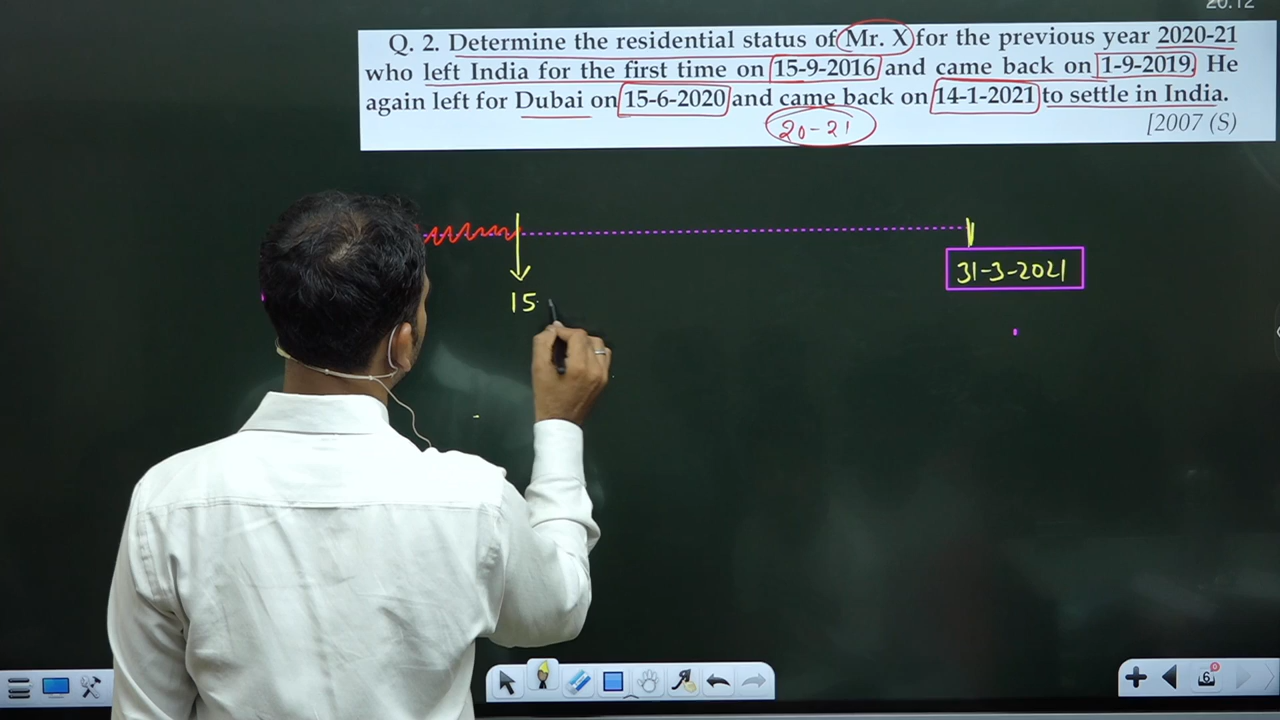 Q. 2. Determine the residential status of Mr. X for the previous year 2020-21
who left India for the first time on 15-9-2016 and came back on 1-9-2019. He
again left for Dubai on 15-6-2020 and came back on 14-1-2021 to settle in India.
20-21
[2007 (S)
31-3-2021
15
6